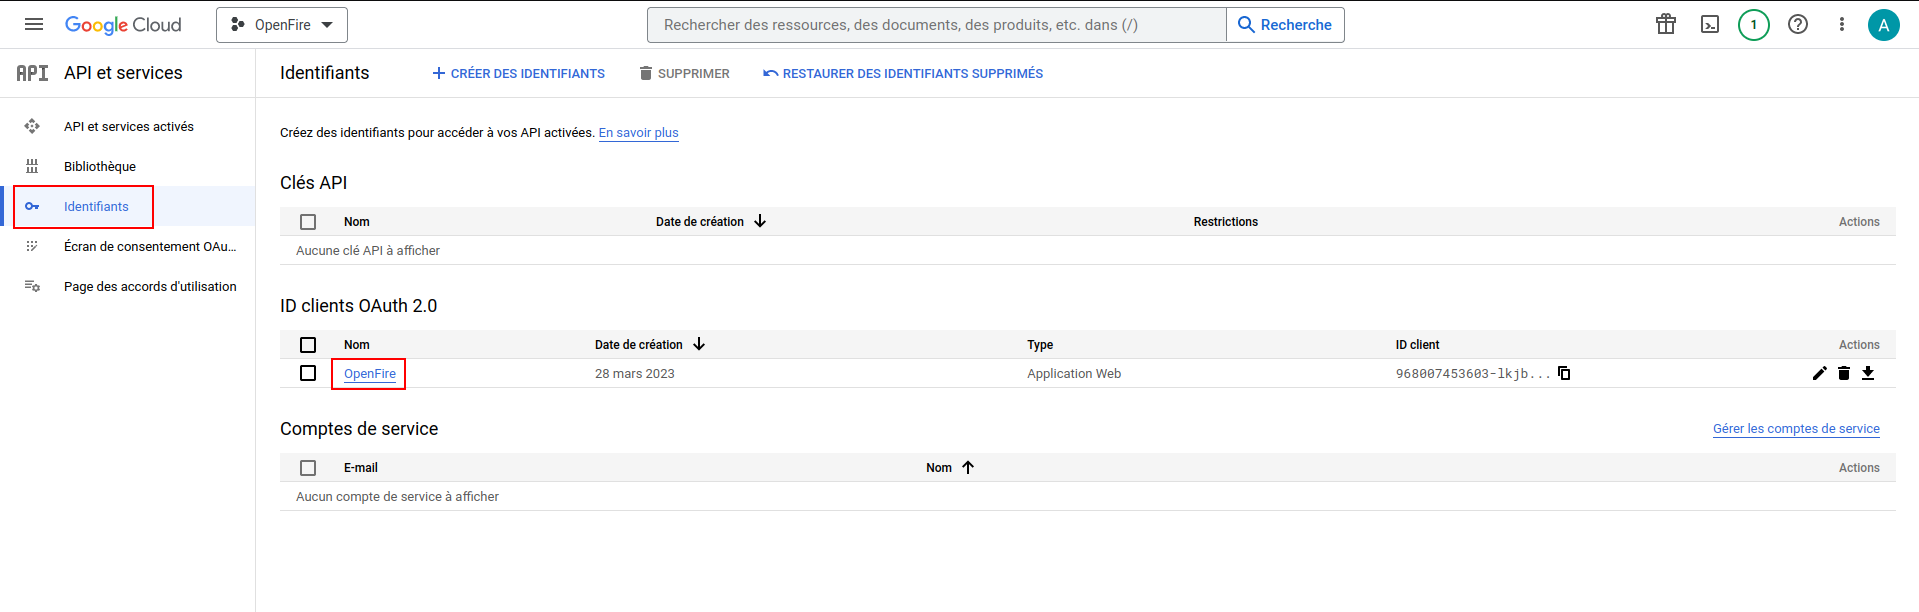 Google Cloud OpenFire Rechercher des ressources, des documents, des produits, etc. dans (/) Recherche 1 A
API API et services Identifiants CRÉER DES IDENTIFIANTS SUPPRIMER RESTAURER DES IDENTIFIANTS SUPPRIMÉS
API et services activés
Bibliothèque
Identifiants
Écran de consentement OAu...
Page des accords d'utilisation
Créez des identifiants pour accéder à vos API activées. En savoir plus
Clés API
Nom Date de création Restrictions Actions
Aucune clé API à afficher
ID clients OAuth 2.0
Nom Date de création Type ID client Actions
OpenFire 28 mars 2023 Application Web 968007453603-lkjb...
Comptes de service Gérer les comptes de service
E-mail Nom Actions
Aucun compte de service à afficher